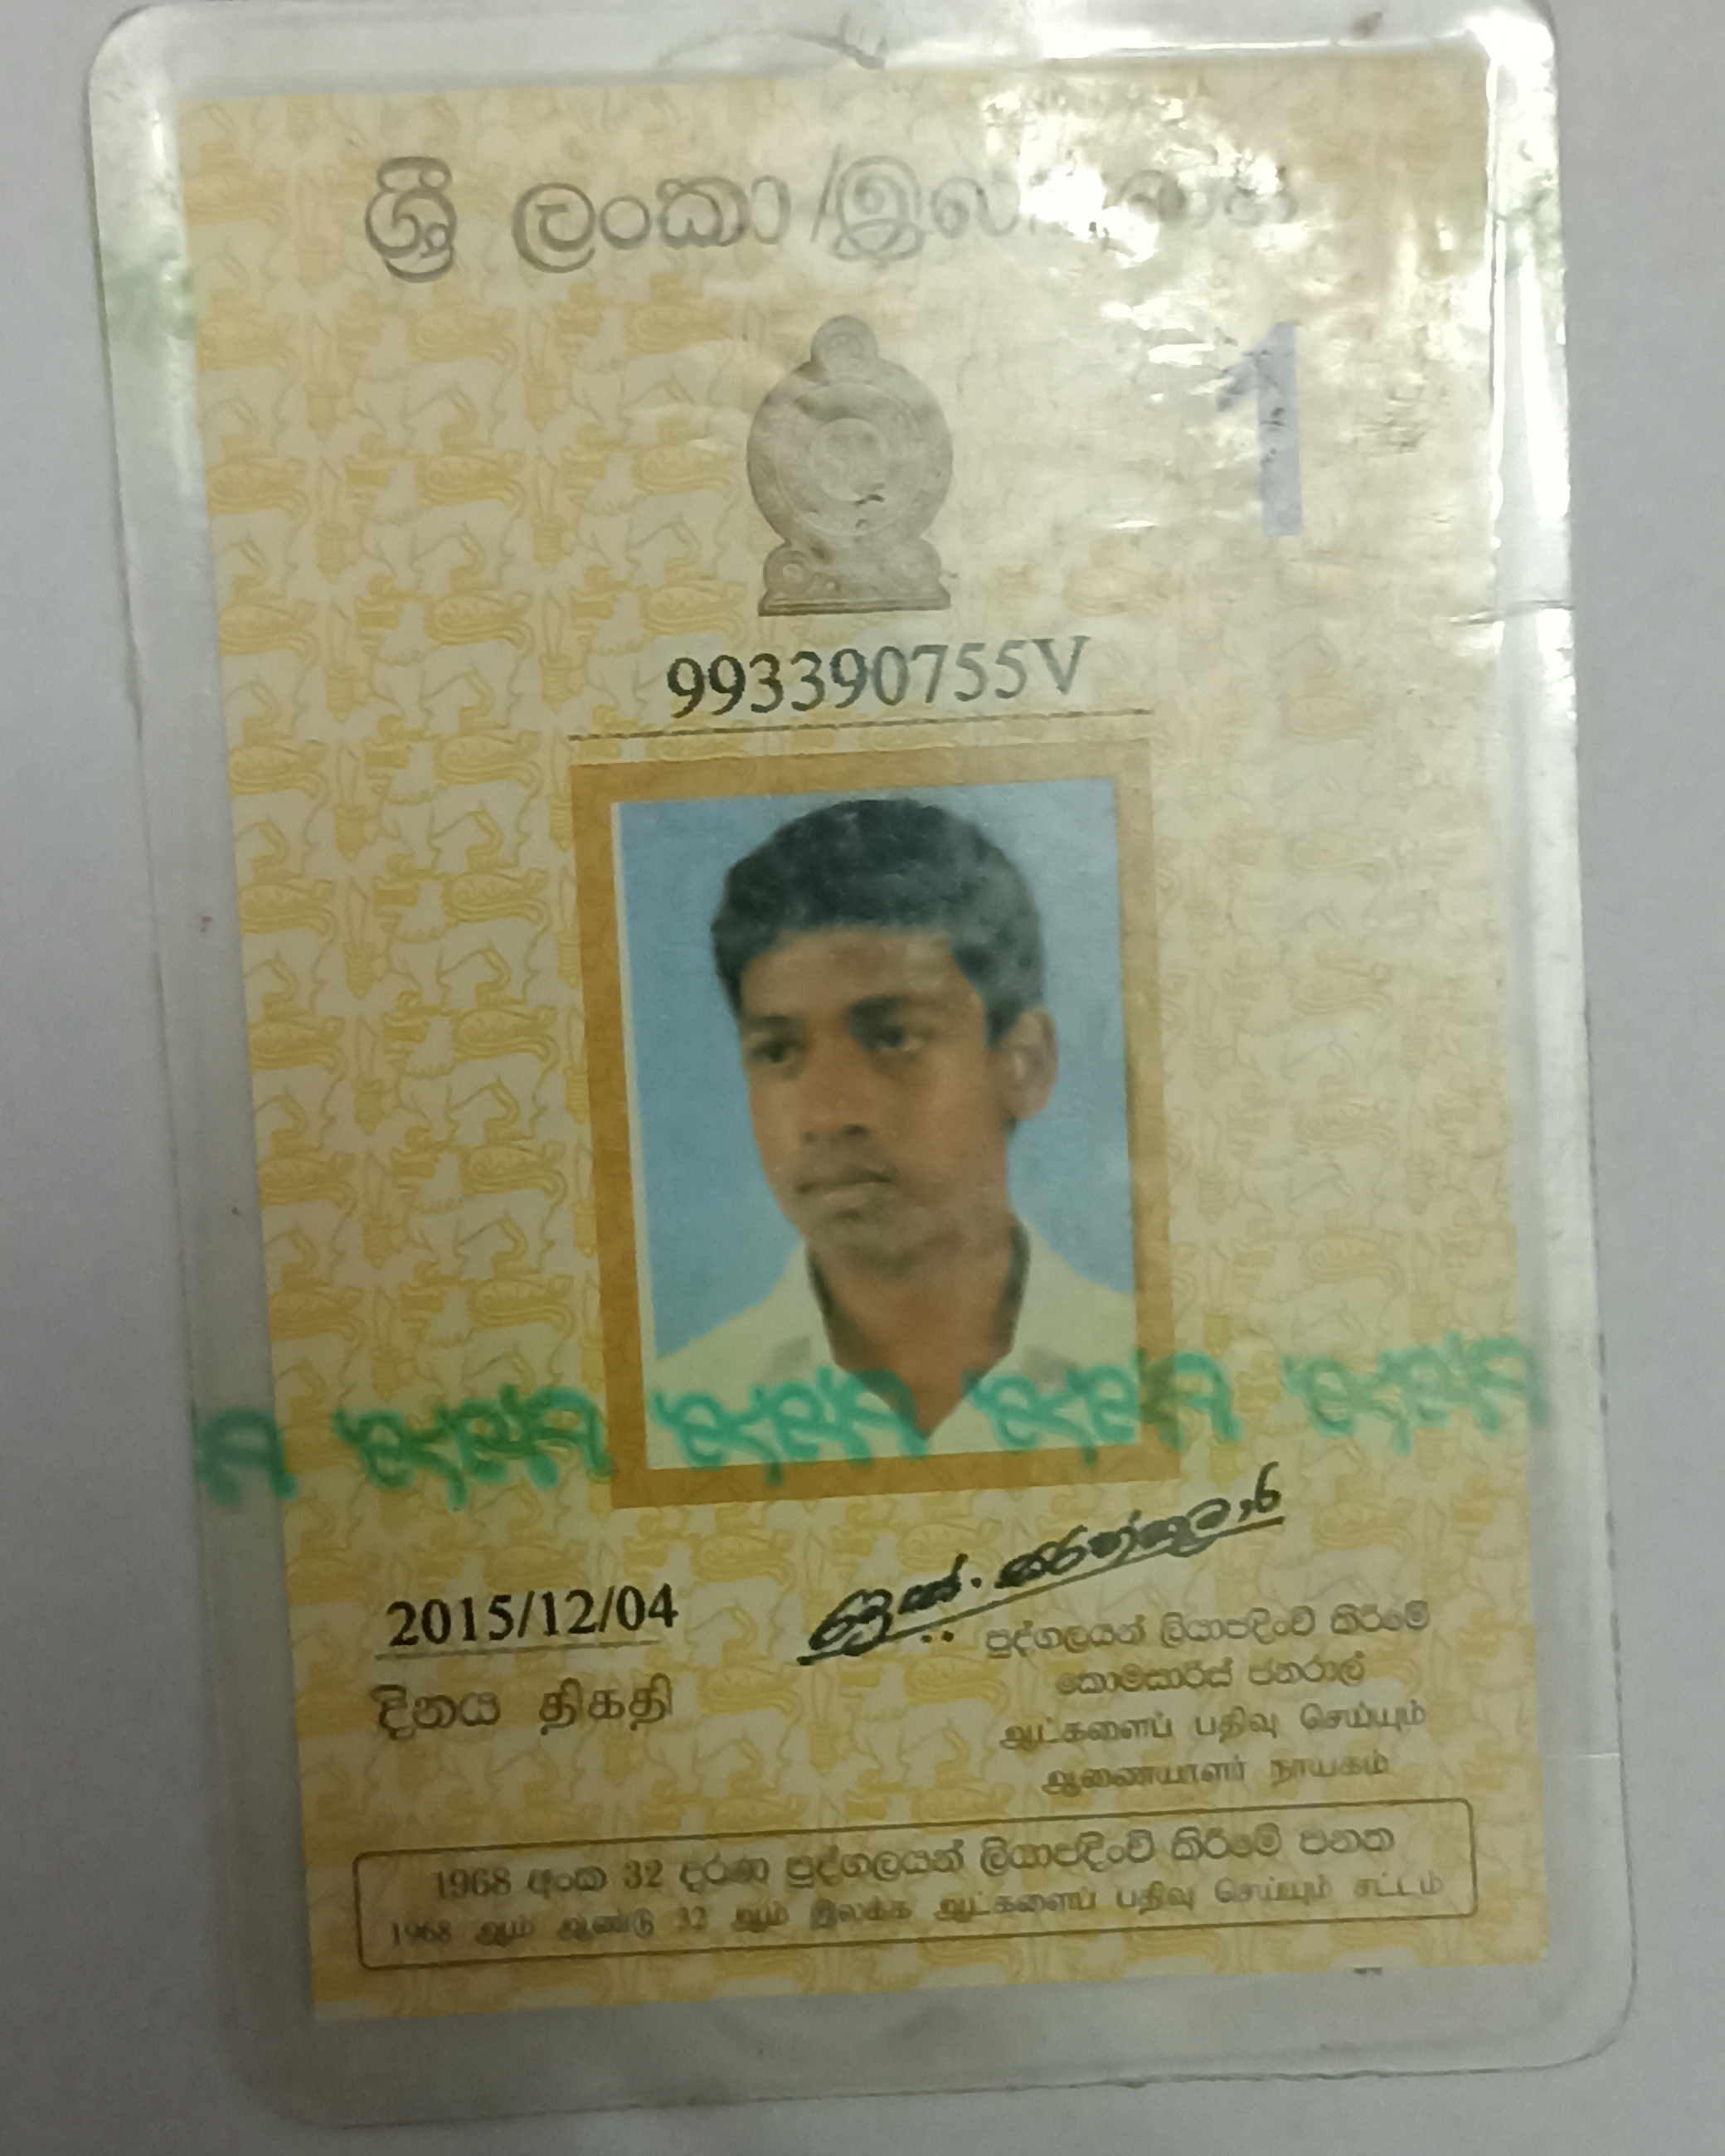 ශ්‍රී ලංකා /
1
993390755V
2015/12/04
දිනය திகதி
පුද්ගලයන් ලියාපදිංචි කිරීමේ
කොමසාරිස් ජනරාල්
ஆட்களைப் பதிவு செய்யும்
ஆணையாளர் நாயகம்
1968 අංක 32 දරණ පුද්ගලයන් ලියාපදිංචි කිරීමේ පනත
1968 ஆம் ஆண்டு 32 ஆம் இலக்க ஆட்களைப் பதிவு செய்யும் சட்டம்